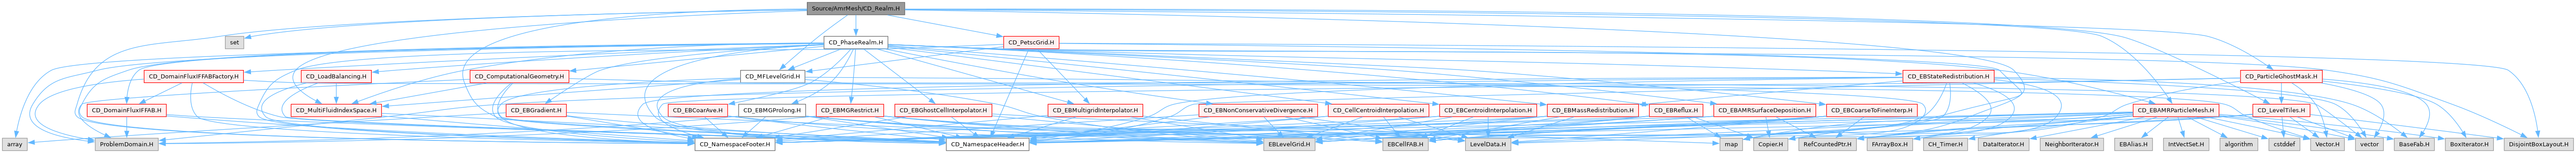 Source/AmrMesh/CD_Realm.H
set
CD_PhaseRealm.H
CD_PetscGrid.H
CD_DomainFluxIFFABFactory.H
CD_LoadBalancing.H
CD_ComputationalGeometry.H
CD_MFLevelGrid.H
CD_EBStateRedistribution.H
CD_ParticleGhostMask.H
CD_DomainFluxIFFAB.H
CD_MultiFluidIndexSpace.H
CD_EBGradient.H
CD_EBCoarAve.H
CD_EBMGProlong.H
CD_EBMGRestrict.H
CD_EBGhostCellInterpolator.H
CD_EBMultigridInterpolator.H
CD_EBNonConservativeDivergence.H
CD_CellCentroidInterpolation.H
CD_EBCentroidInterpolation.H
CD_EBMassRedistribution.H
CD_EBReflux.H
CD_EBAMRSurfaceDeposition.H
CD_EBCoarseToFineInterp.H
CD_EBAMRParticleMesh.H
CD_LevelTiles.H
array
ProblemDomain.H
CD_NamespaceFooter.H
CD_NamespaceHeader.H
EBLevelGrid.H
EBCellFAB.H
LevelData.H
map
Copier.H
RefCountedPtr.H
FArrayBox.H
CH_Timer.H
DataIterator.H
NeighborIterator.H
EBAlias.H
IntVectSet.H
algorithm
cstddef
Vector.H
vector
BaseFab.H
BoxIterator.H
DisjointBoxLayout.H